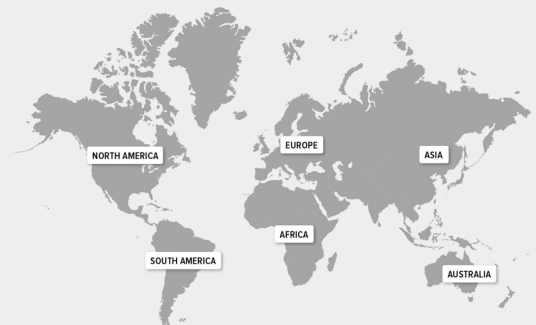 EUROPE
NORTH AMERICA
ASIA
AFRICA
SOUTH AMERICA
AUSTRALIA